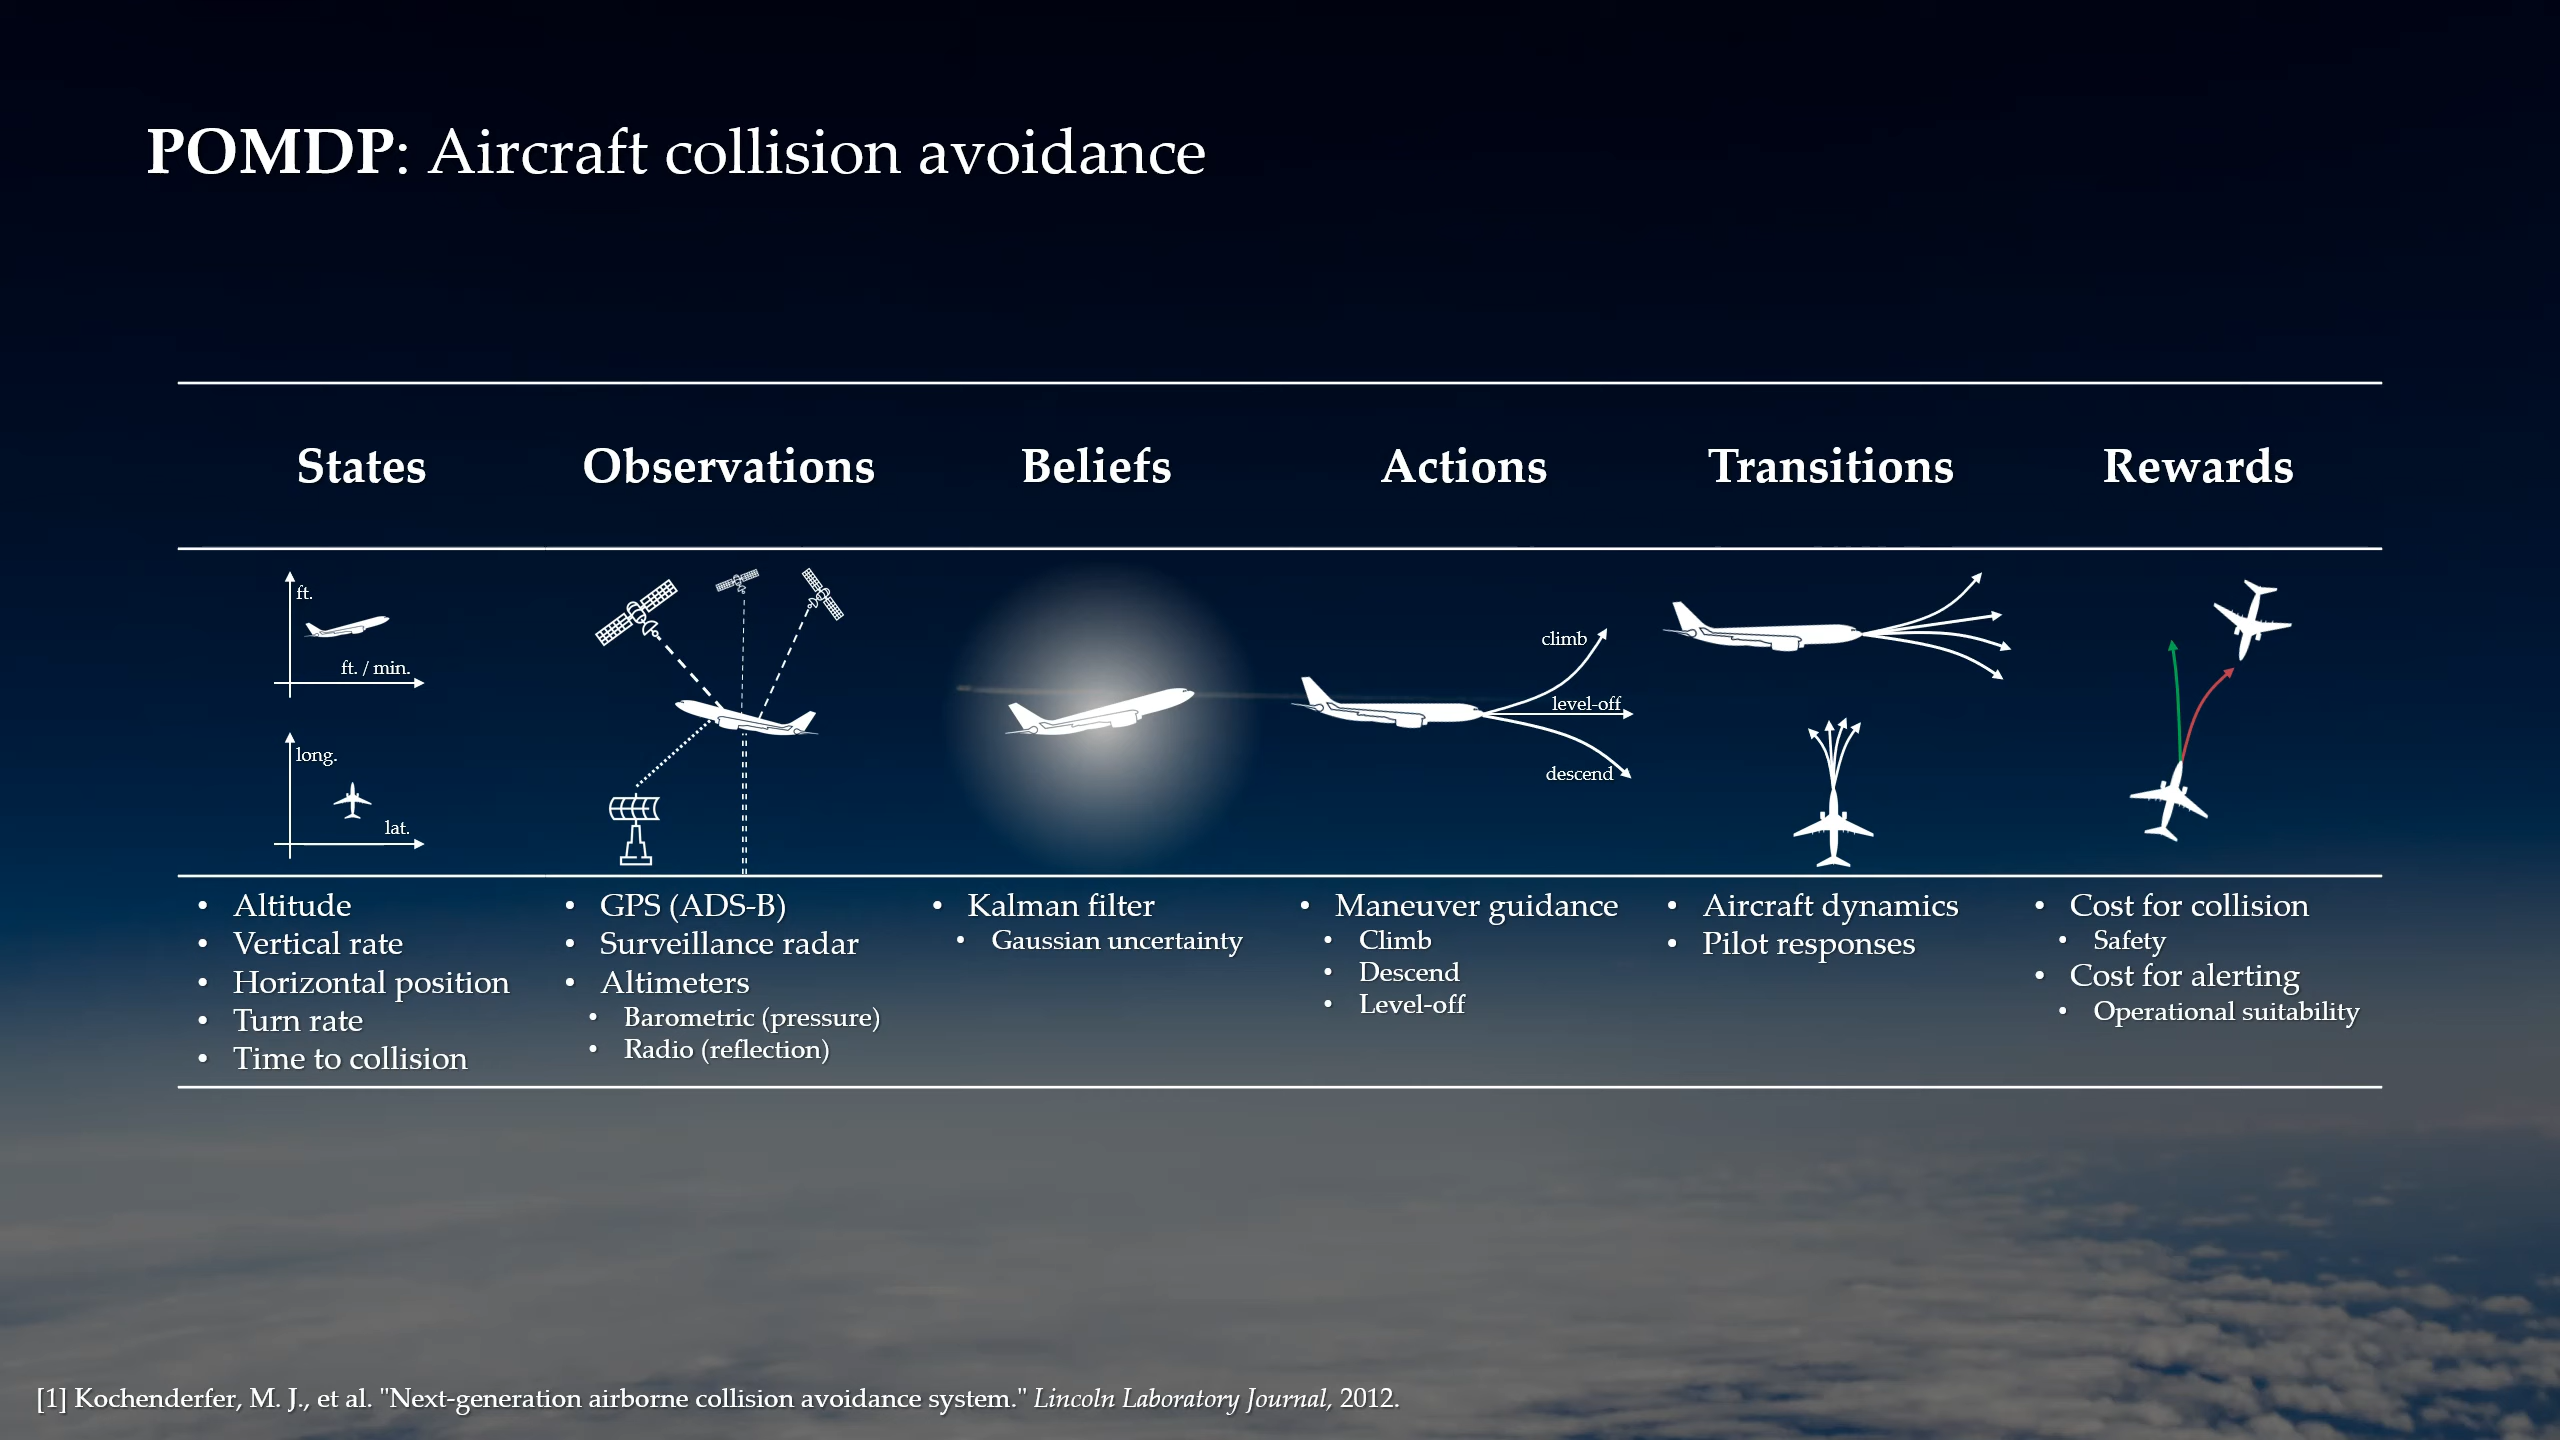 POMDP: Aircraft collision avoidance
States
Observations
Beliefs
Actions
Transitions
Rewards
ft.
ft. / min.
long.
lat.
climb
level-off
descend
• Altitude
• Vertical rate
• Horizontal position
• Turn rate
• Time to collision
• GPS (ADS-B)
• Surveillance radar
• Altimeters
• Barometric (pressure)
• Radio (reflection)
• Kalman filter
• Gaussian uncertainty
• Maneuver guidance
• Climb
• Descend
• Level-off
• Aircraft dynamics
• Pilot responses
• Cost for collision
• Safety
• Cost for alerting
• Operational suitability
[1] Kochenderfer, M. J., et al. "Next-generation airborne collision avoidance system." Lincoln Laboratory Journal, 2012.